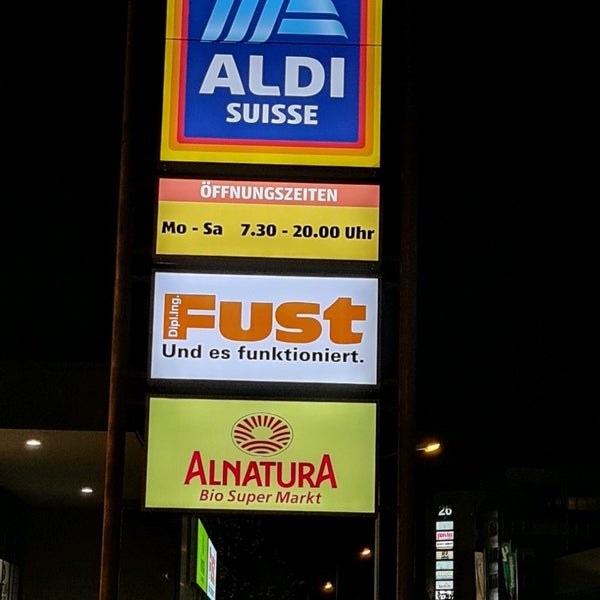 ALDI
SUISSE
ÖFFNUNGSZEITEN
Mo - Sa 7.30 - 20.00 Uhr
Dipl.Ing.
Fust
Und es funktioniert.
ALNATURA
Bio Super Markt
26